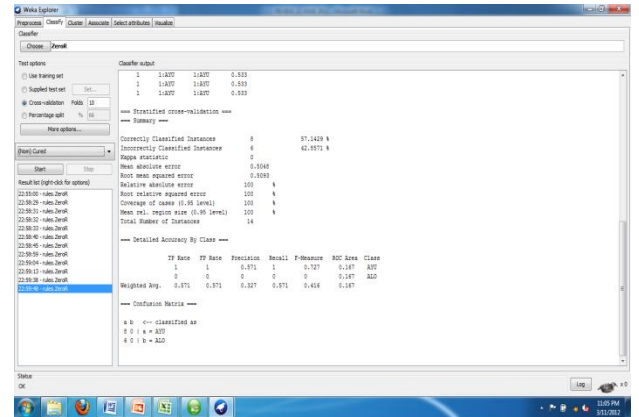 Weka Explorer
Preprocess Classify Cluster Associate Select attributes Visualize
Classifier
Choose ZeroR
Test options
Use training set
Supplied test set Set...
Cross-validation Folds 10
Percentage split % 66
More options...
(Nom) Cured
Start Stop
Result list (right-click for options)
22:55:00 - rules.ZeroR
22:58:29 - rules.ZeroR
22:58:31 - rules.ZeroR
22:58:32 - rules.ZeroR
22:58:33 - rules.ZeroR
22:58:40 - rules.ZeroR
22:58:45 - rules.ZeroR
22:58:59 - rules.ZeroR
22:59:04 - rules.ZeroR
22:59:13 - rules.ZeroR
22:59:38 - rules.ZeroR
22:59:48 - rules.ZeroR
Classifier output
1 1:AYU 1:AYU 0.533
1 1:AYU 1:AYU 0.533
1 1:AYU 1:AYU 0.533
=== Stratified cross-validation ===
=== Summary ===
Correctly Classified Instances 8 57.1429 %
Incorrectly Classified Instances 6 42.8571 %
Kappa statistic 0
Mean absolute error 0.5048
Root mean squared error 0.5093
Relative absolute error 100 %
Root relative squared error 100 %
Coverage of cases (0.95 level) 100 %
Mean rel. region size (0.95 level) 100 %
Total Number of Instances 14
=== Detailed Accuracy By Class ===
TP Rate FP Rate Precision Recall F-Measure ROC Area Class
1 1 0.571 1 0.727 0.167 AYU
0 0 0 0 0 0.167 ALO
Weighted Avg. 0.571 0.571 0.327 0.571 0.416 0.167
=== Confusion Matrix ===
a b <-- classified as
8 0 | a = AYU
6 0 | b = ALO
Status
OK
Log x 0
11:05 PM
3/11/2012